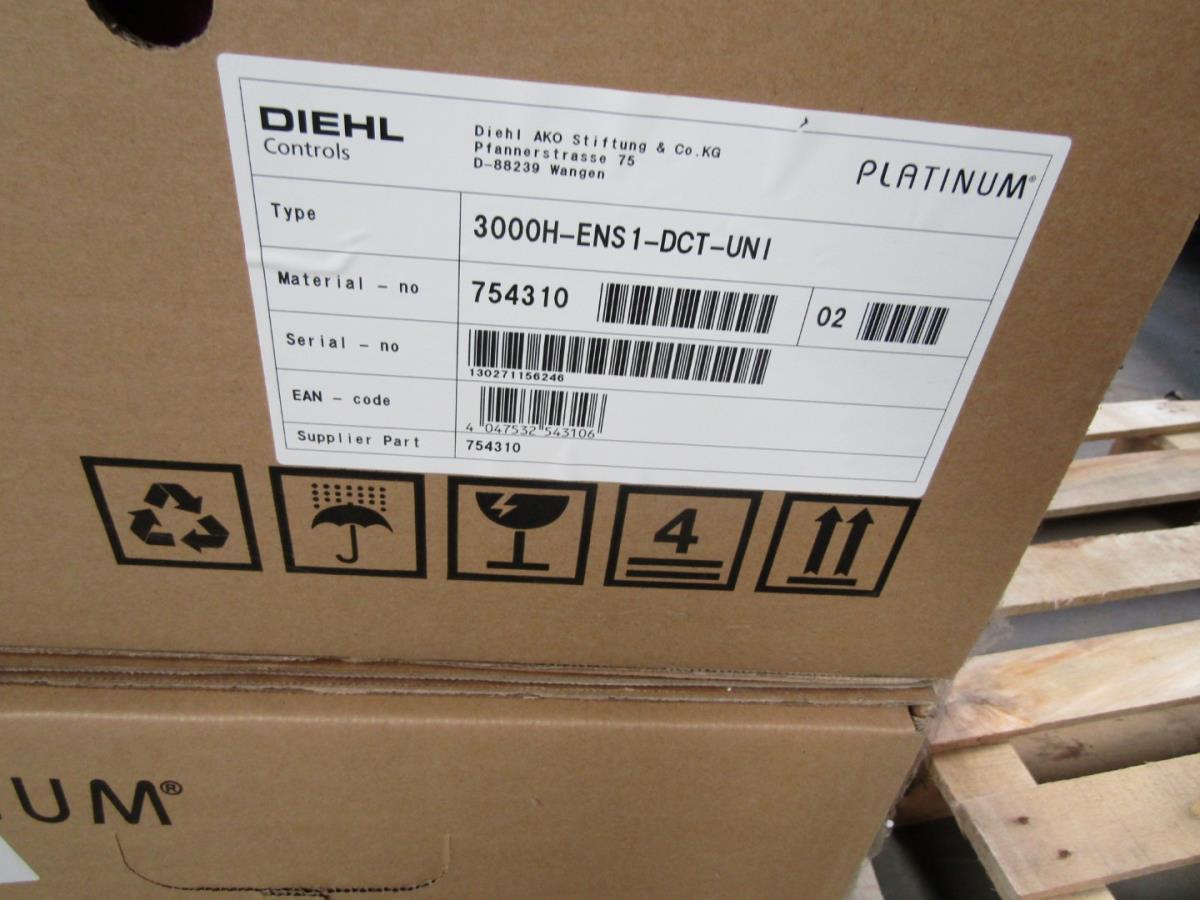 DIEHL
Controls
Diehl AKO Stiftung & Co.KG
Pfannerstrasse 75
D-88239 Wangen
PLATINUM®
Type
3000H-ENS1-DCT-UNI
Material - no
754310
02
Serial - no
130271156246
EAN - code
4 047532 543106
Supplier Part
754310
4
UM®